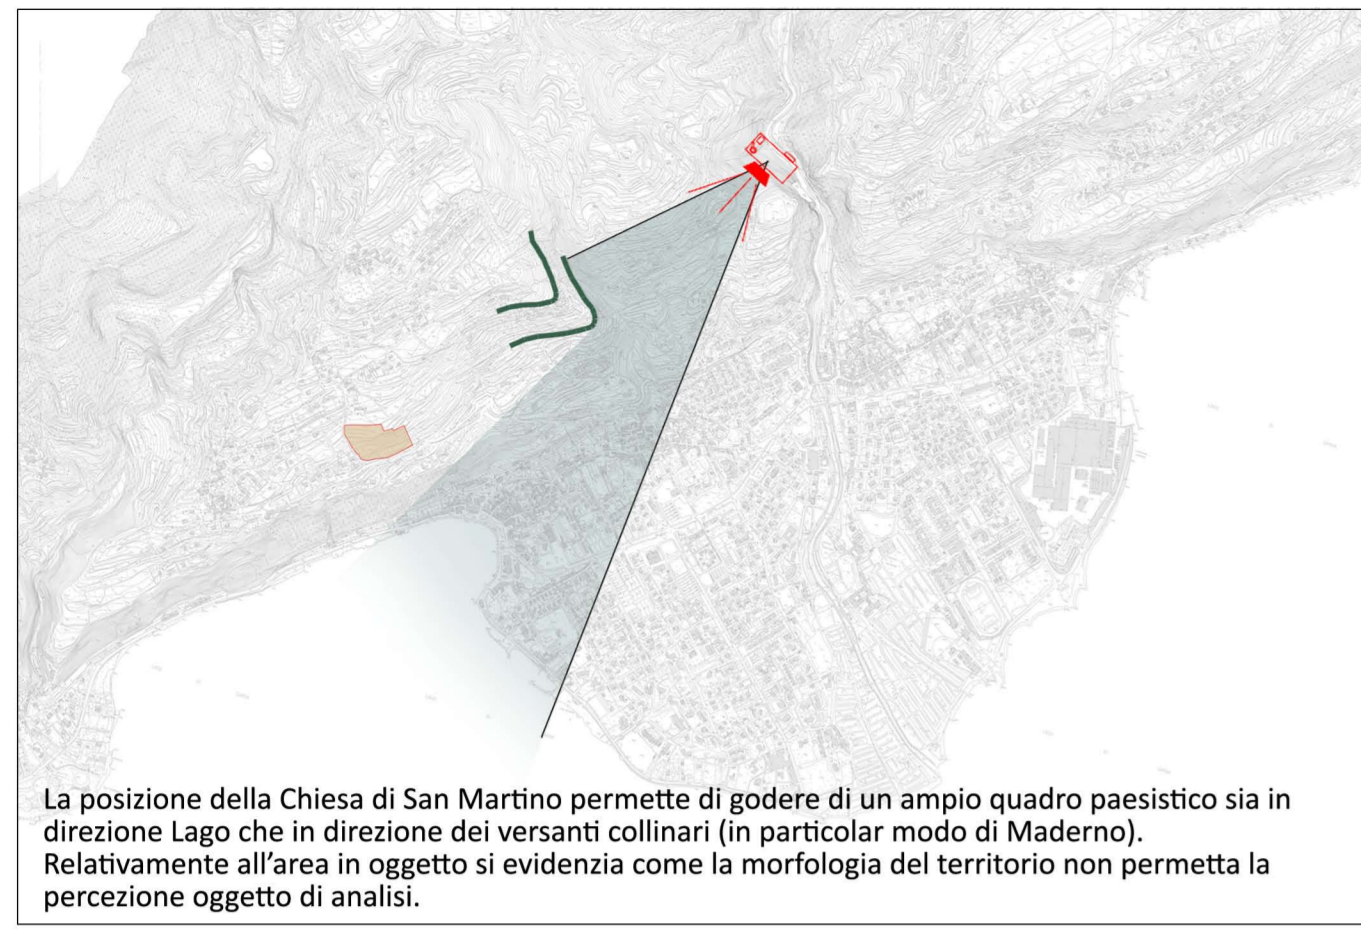 La posizione della Chiesa di San Martino permette di godere di un ampio quadro paesistico sia in
direzione Lago che in direzione dei versanti collinari (in particolar modo di Maderno).
Relativamente all’area in oggetto si evidenzia come la morfologia del territorio non permetta la
percezione oggetto di analisi.